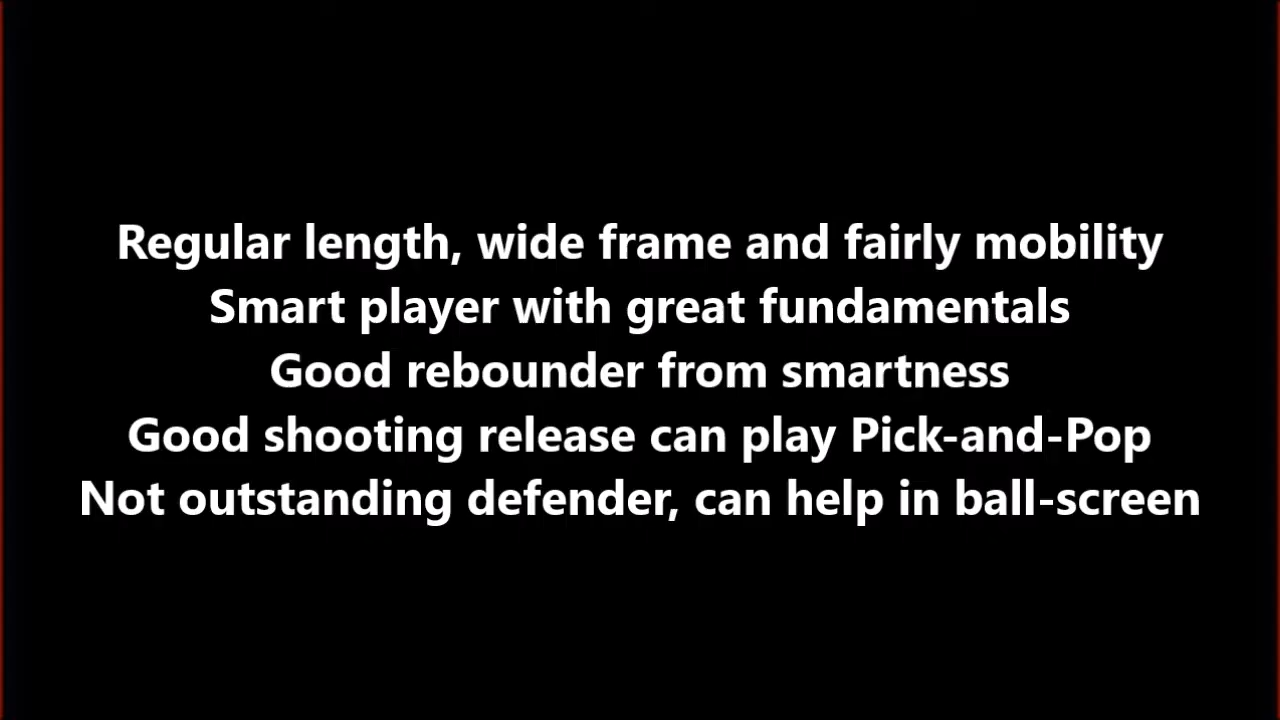 Regular length, wide frame and fairly mobility
Smart player with great fundamentals
Good rebounder from smartness
Good shooting release can play Pick-and-Pop
Not outstanding defender, can help in ball-screen